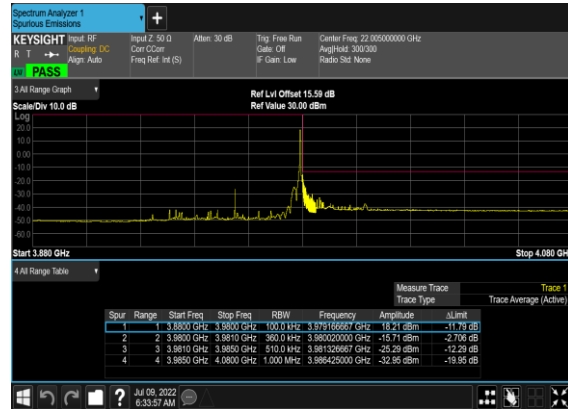 Spectrum Analyzer 1
Spurious Emissions
+
KEYSIGHT Input: RF Input Z: 50 Ω Atten: 30 dB Trig: Free Run Center Freq: 22.005000000 GHz
R T Coupling: DC Corr CCorr Gate: Off Avg|Hold: 300/300
Align: Auto Freq Ref: Int (S) IF Gain: Low Radio Std: None
LW PASS
3 All Range Graph
Ref Lvl Offset 15.59 dB
Scale/Div 10.0 dB Ref Value 30.00 dBm
Log
20.0
10.0
0.00
-10.0
-20.0
-30.0
-40.0
-50.0
-60.0
Start 3.880 GHz Stop 4.080 GH
4 All Range Table
Measure Trace Trace 1
Trace Type Trace Average (Active)
Spur Range Start Freq Stop Freq RBW Frequency Amplitude ΔLimit
1 1 3.8800 GHz 3.9800 GHz 100.0 kHz 3.979166667 GHz 18.21 dBm -11.79 dB
2 2 3.9800 GHz 3.9810 GHz 360.0 kHz 3.980020000 GHz -15.71 dBm -2.706 dB
3 3 3.9810 GHz 3.9850 GHz 510.0 kHz 3.981326667 GHz -25.29 dBm -12.29 dB
4 4 3.9850 GHz 4.0800 GHz 1.000 MHz 3.986425000 GHz -32.95 dBm -19.95 dB
? Jul 09, 2022
6:33:57 AM